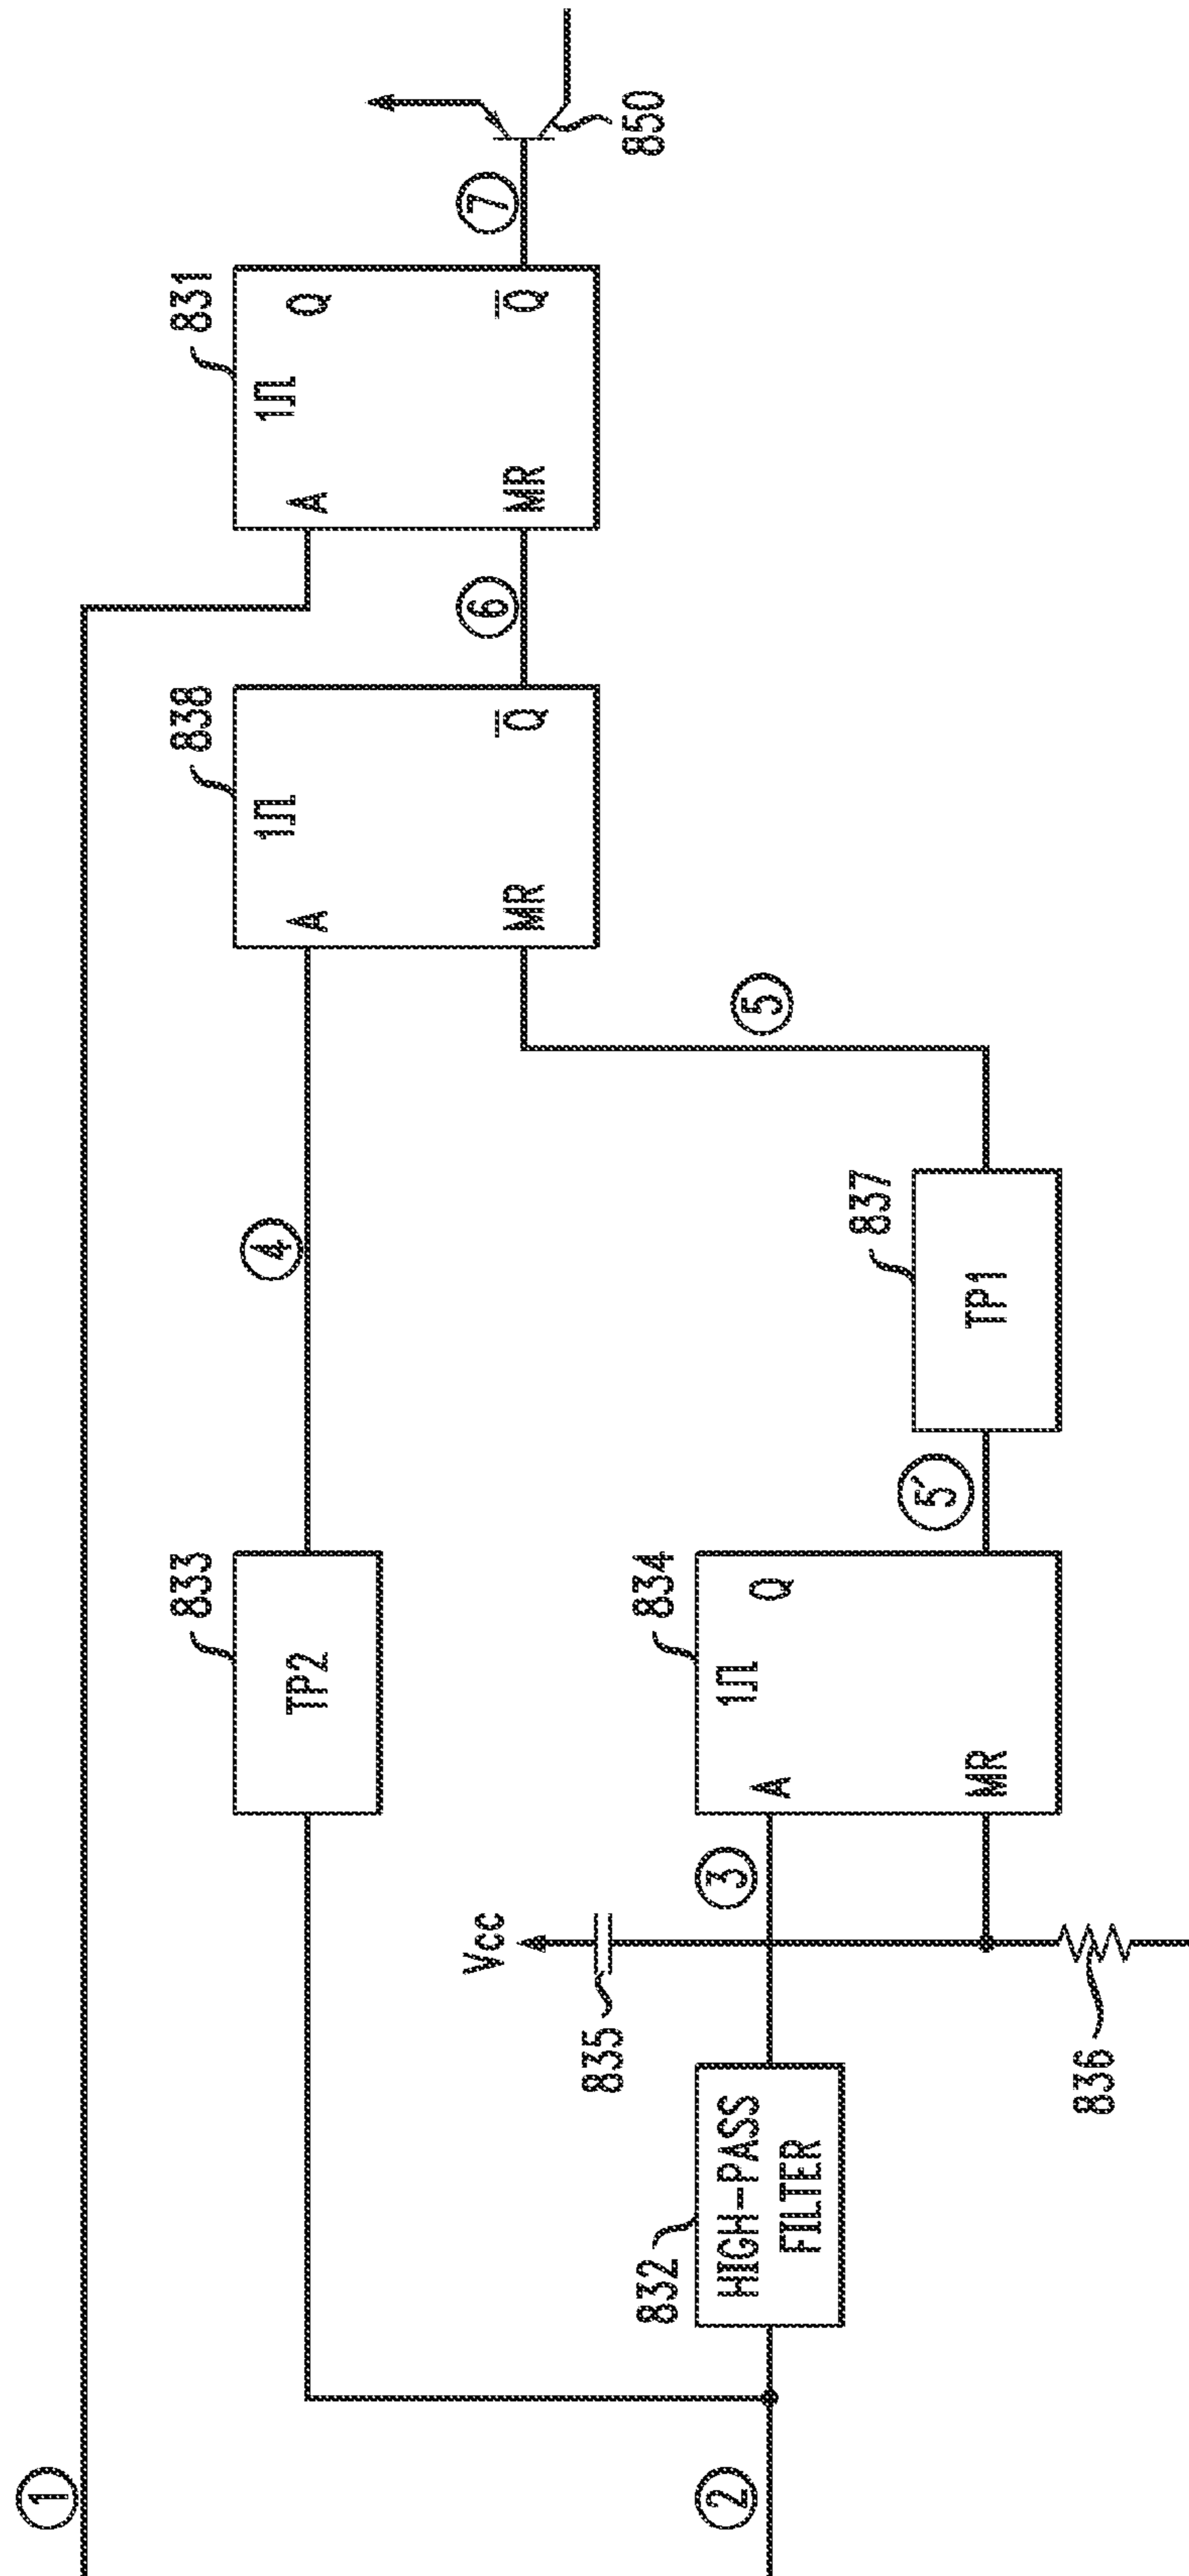 1
2
832
HIGH-PASS
FILTER
835
Vcc
836
3
833
TP2
834
1⎍
A
Q
MR
5′
837
TP1
4
5
838
1⎍
A
MR
Q̅
6
831
1⎍
A
Q
MR
Q̅
7
850